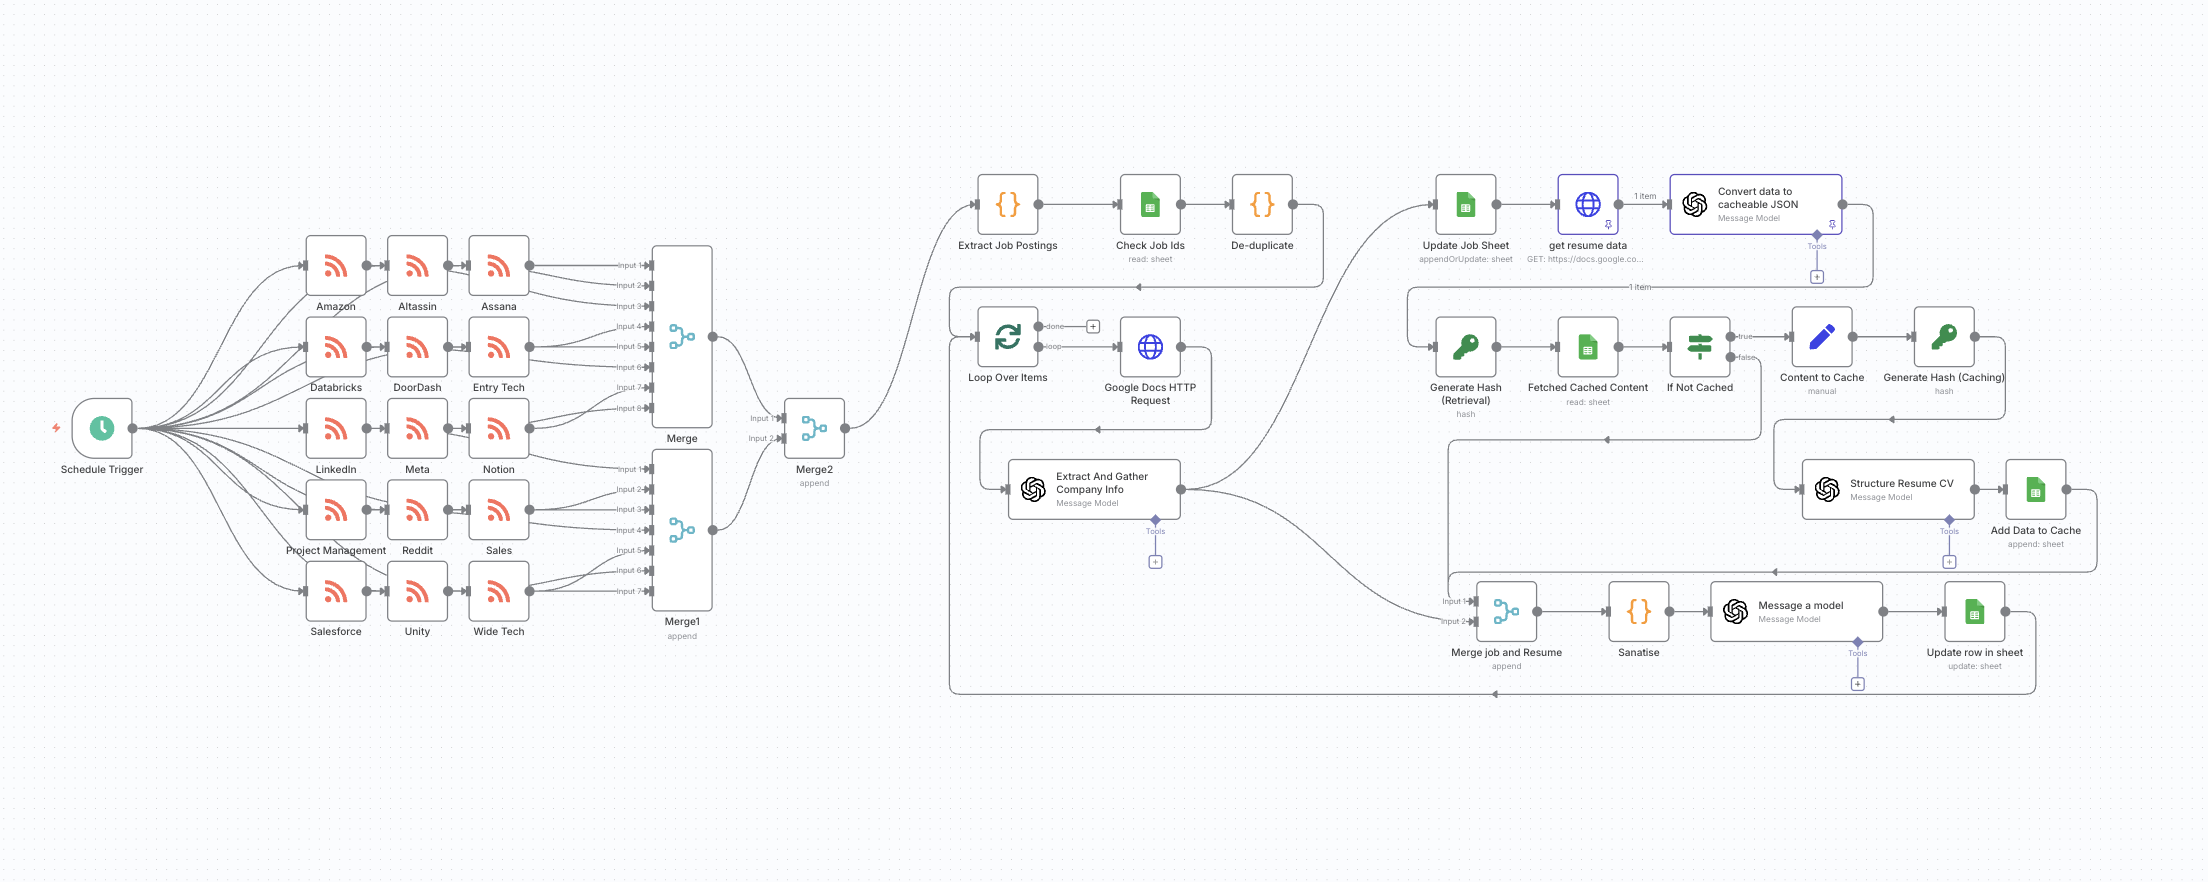 Schedule Trigger
Amazon
Altassin
Assana
Databricks
DoorDash
Entry Tech
LinkedIn
Meta
Notion
Project Management
Reddit
Sales
Salesforce
Unity
Wide Tech
Input 1
Input 2
Input 3
Input 4
Input 5
Input 6
Input 7
Input 8
Merge
Input 1
Input 2
Input 3
Input 4
Input 5
Input 6
Input 7
Merge1
append
Input 1
Input 2
Merge2
append
Extract Job Postings
Check Job Ids
read: sheet
De-duplicate
Loop Over Items
done
loop
Google Docs HTTP
Request
Extract And Gather
Company Info
Message Model
Tools
Update Job Sheet
appendOrUpdate: sheet
get resume data
GET: https://docs.google.co...
1 item
Convert data to
cacheable JSON
Message Model
Tools
1 item
Generate Hash
(Retrieval)
hash
Fetched Cached Content
read: sheet
If Not Cached
true
false
Content to Cache
manual
Generate Hash (Caching)
hash
Structure Resume CV
Message Model
Tools
Add Data to Cache
append: sheet
Input 1
Input 2
Merge job and Resume
append
Sanatise
Message a model
Message Model
Tools
Update row in sheet
update: sheet